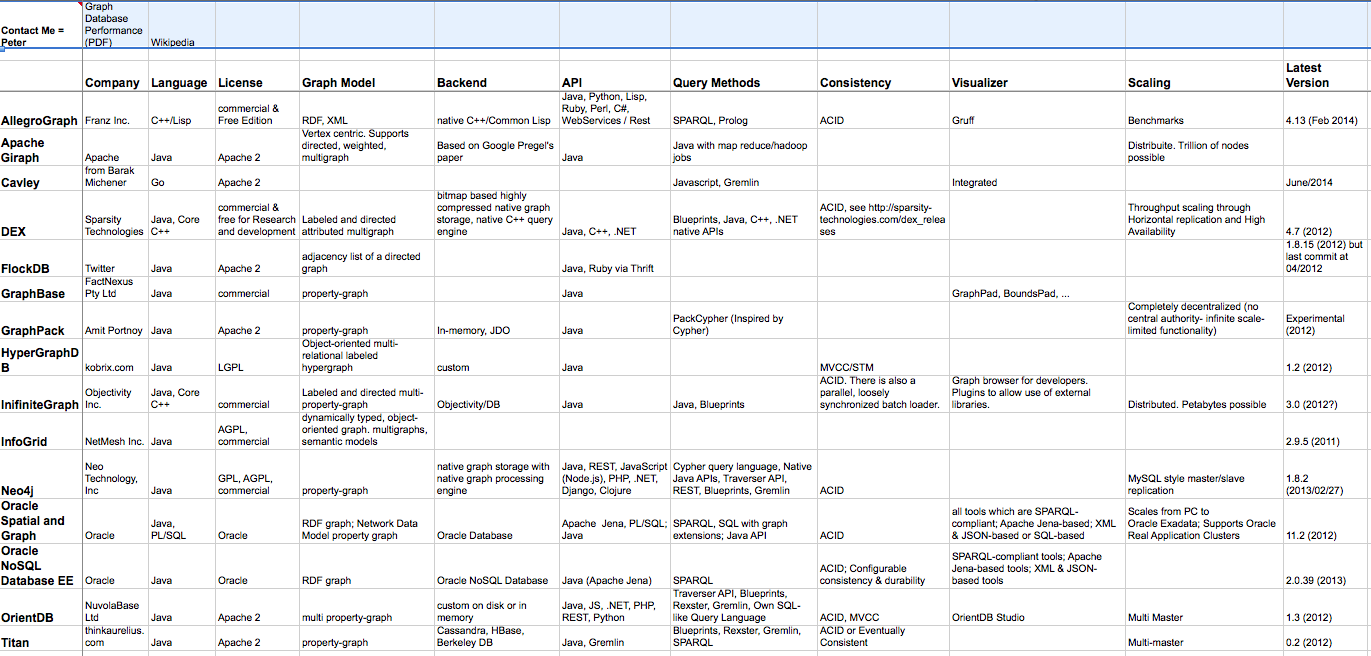 Contact Me =
Peter
Graph
Database
Performance
(PDF)
Wikipedia
Company
Language
License
Graph Model
Backend
API
Query Methods
Consistency
Visualizer
Scaling
Latest
Version
AllegroGraph
Franz Inc.
C++/Lisp
commercial &
Free Edition
RDF, XML
native C++/Common Lisp
Java, Python, Lisp,
Ruby, Perl, C#,
WebServices / Rest
SPARQL, Prolog
ACID
Gruff
Benchmarks
4.13 (Feb 2014)
Apache
Giraph
Apache
Java
Apache 2
Vertex centric. Supports
directed, weighted,
multigraph
Based on Google Pregel's
paper
Java
Java with map reduce/hadoop
jobs
Distribuite. Trillion of nodes
possible
Cavley
from Barak
Michener
Go
Apache 2
Javascript, Gremlin
Integrated
June/2014
DEX
Sparsity
Technologies
Java, Core
C++
commercial &
free for Research
and development
Labeled and directed
attributed multigraph
bitmap based highly
compressed native graph
storage, native C++ query
engine
Java, C++, .NET
Blueprints, Java, C++, .NET
native APIs
ACID, see http://sparsity-
technologies.com/dex_relea
ses
Throughput scaling through
Horizontal replication and High
Availability
4.7 (2012)
FlockDB
Twitter
Java
Apache 2
adjacency list of a directed
graph
Java, Ruby via Thrift
1.8.15 (2012) but
last commit at
04/2012
GraphBase
FactNexus
Pty Ltd
Java
commercial
property-graph
Java
GraphPad, BoundsPad, ...
GraphPack
Amit Portnoy
Java
Apache 2
property-graph
In-memory, JDO
Java
PackCypher (Inspired by
Cypher)
Completely decentralized (no
central authority- infinite scale-
limited functionality)
Experimental
(2012)
HyperGraphD
B
kobrix.com
Java
LGPL
Object-oriented multi-
relational labeled
hypergraph
custom
Java
MVCC/STM
1.2 (2012)
InifiniteGraph
Objectivity
Inc.
Java, Core
C++
commercial
Labeled and directed multi-
property-graph
Objectivity/DB
Java
Java, Blueprints
ACID. There is also a
parallel, loosely
synchronized batch loader.
Graph browser for developers.
Plugins to allow use of external
libraries.
Distributed. Petabytes possible
3.0 (2012?)
InfoGrid
NetMesh Inc.
Java
AGPL,
commercial
dynamically typed, object-
oriented graph. multigraphs,
semantic models
2.9.5 (2011)
Neo4j
Neo
Technology,
Inc
Java
GPL, AGPL,
commercial
property-graph
native graph storage with
native graph processing
engine
Java, REST, JavaScript
(Node.js), PHP, .NET,
Django, Clojure
Cypher query language, Native
Java APIs, Traverser API,
REST, Blueprints, Gremlin
ACID
MySQL style master/slave
replication
1.8.2
(2013/02/27)
Oracle
Spatial and
Graph
Oracle
Java,
PL/SQL
Oracle
RDF graph; Network Data
Model property graph
Oracle Database
Apache Jena, PL/SQL;
Java
SPARQL, SQL with graph
extensions; Java API
ACID
all tools which are SPARQL-
compliant; Apache Jena-based; XML
& JSON-based or SQL-based
Scales from PC to
Oracle Exadata; Supports Oracle
Real Application Clusters
11.2 (2012)
Oracle
NoSQL
Database EE
Oracle
Java
Oracle
RDF graph
Oracle NoSQL Database
Java (Apache Jena)
SPARQL
ACID; Configurable
consistency & durability
SPARQL-compliant tools; Apache
Jena-based tools; XML & JSON-
based tools
2.0.39 (2013)
OrientDB
NuvolaBase
Ltd
Java
Apache 2
multi property-graph
custom on disk or in
memory
Java, JS, .NET, PHP,
REST, Python
Traverser API, Blueprints,
Rexster, Gremlin, Own SQL-
like Query Language
ACID, MVCC
OrientDB Studio
Multi Master
1.3 (2012)
Titan
thinkaurelius.
com
Java
Apache 2
property-graph
Cassandra, HBase,
Berkeley DB
Java, Gremlin
Blueprints, Rexster, Gremlin,
SPARQL
ACID or Eventually
Consistent
Multi-master
0.2 (2012)